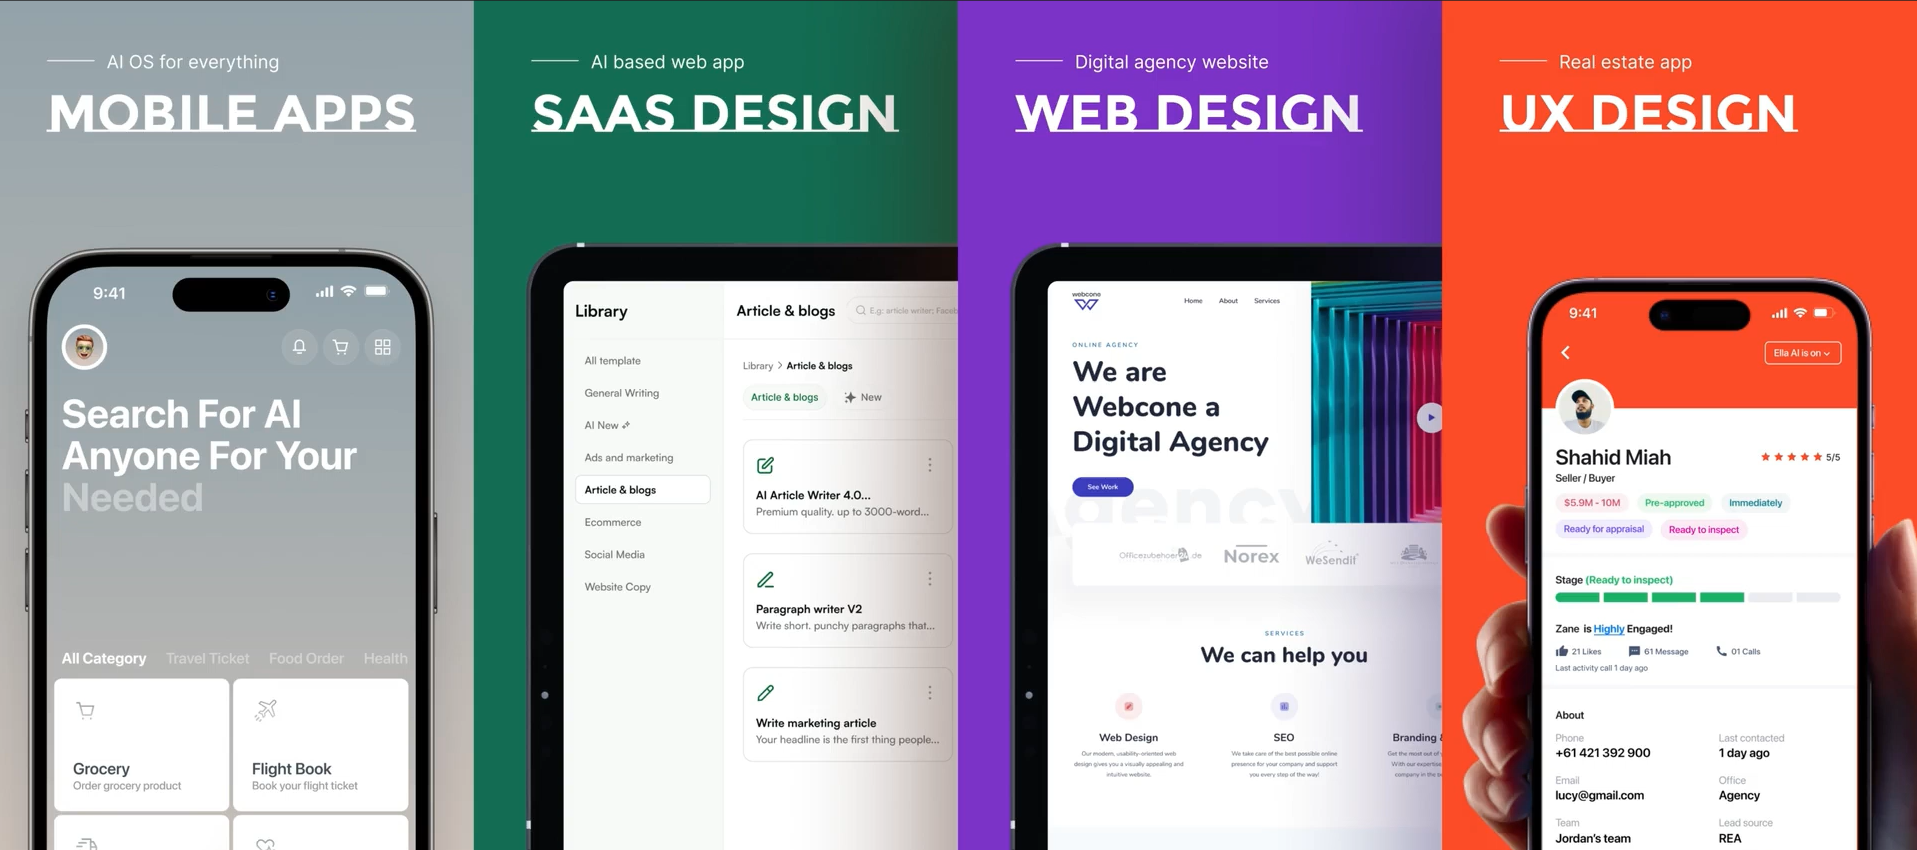 AI OS for everything
MOBILE APPS
9:41
Search For AI
Anyone For Your
Needed
All Category
Travel Ticket
Food Order
Health
Grocery
Order grocery product
Flight Book
Book your flight ticket
AI based web app
SAAS DESIGN
Library
All template
General Writing
AI New
Ads and marketing
Article & blogs
Ecommerce
Social Media
Website Copy
Article & blogs
E.g: article writer; Faceb
Library > Article & blogs
Article & blogs
New
AI Article Writer 4.0...
Premium quality. up to 3000-word...
Paragraph writer V2
Write short. punchy paragraphs that...
Write marketing article
Your headline is the first thing people...
Digital agency website
WEB DESIGN
webcone
Home
About
Services
ONLINE AGENCY
We are
Webcone a
Digital Agency
See Work
Agency
Officezubehoer24.de
Norex
WeSendit
SERVICES
We can help you
Web Design
Our modern, usability-oriented web
design gives you a visually appealing and
intuitive website.
SEO
We take care of the best possible online
presence for your company and support
you every step of the way!
Branding &
Get the most out of
With our expertise
company in the
Real estate app
UX DESIGN
9:41
Ella AI is on
Shahid Miah
5/5
Seller / Buyer
$5.9M - 10M
Pre-approved
Immediately
Ready for appraisal
Ready to inspect
Stage (Ready to inspect)
Zane is Highly Engaged!
21 Likes
61 Message
01 Calls
Last activity call 1 day ago
About
Phone
+61 421 392 900
Last contacted
1 day ago
Email
lucy@gmail.com
Office
Agency
Team
Jordan's team
Lead source
REA